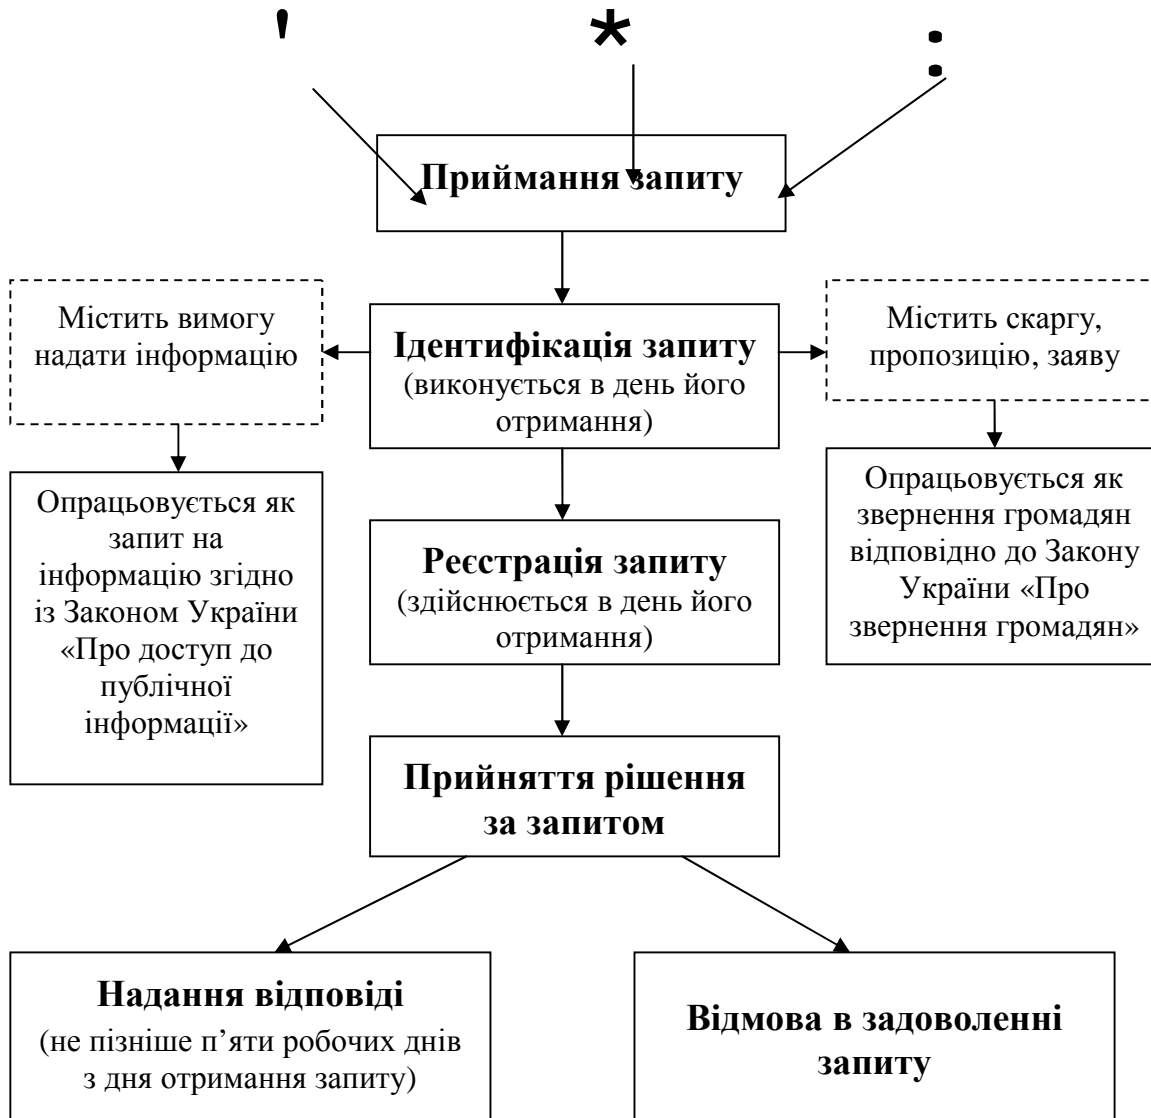 ' * :
Приймання запиту
Містить вимогу
надати інформацію
Ідентифікація запиту
(виконується в день його
отримання)
Містить скаргу,
пропозицію, заяву
Опрацьовується як
запит на
інформацію згідно
із Законом України
«Про доступ до
публічної
інформації»
Реєстрація запиту
(здійснюється в день його
отримання)
Опрацьовується як
звернення громадян
відповідно до Закону
України «Про
звернення громадян»
Прийняття рішення
за запитом
Надання відповіді
(не пізніше п’яти робочих днів
з дня отримання запиту)
Відмова в задоволенні
запиту